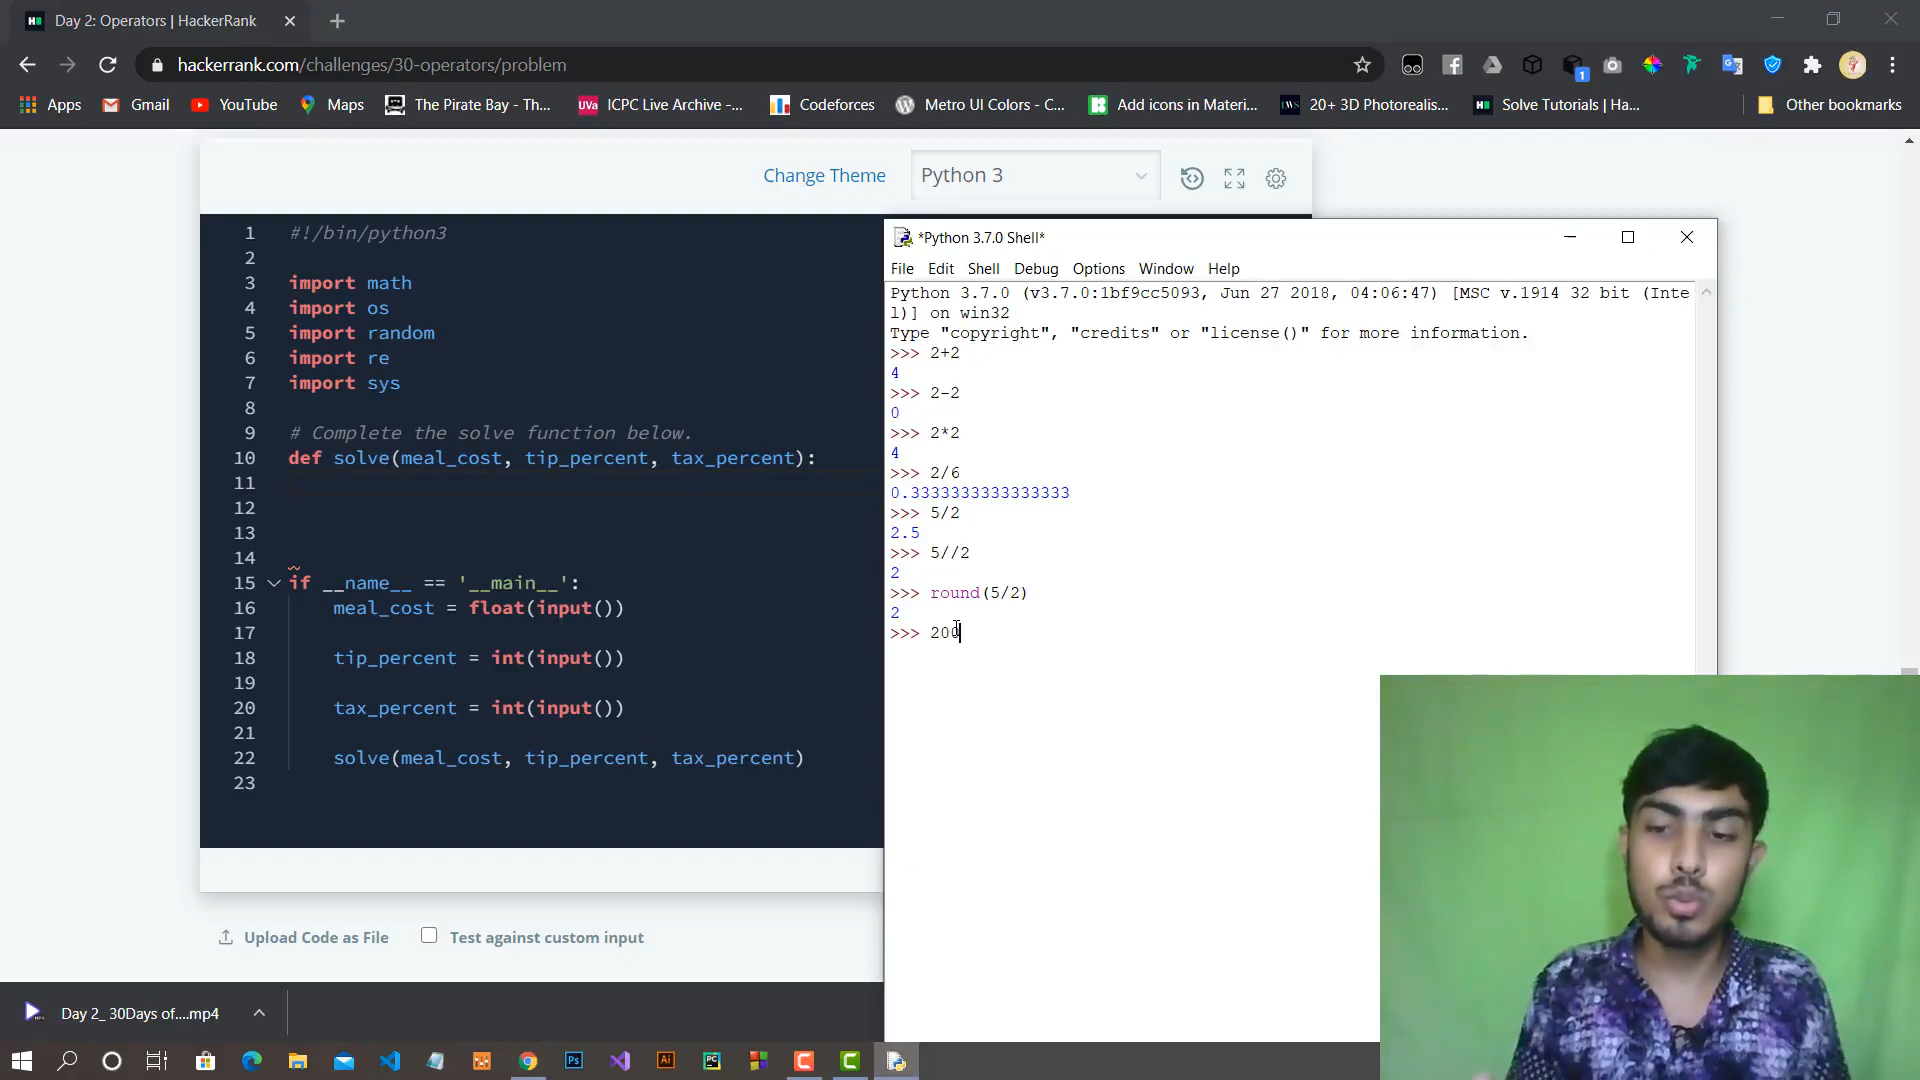 Day 2: Operators | HackerRank
hackerrank.com/challenges/30-operators/problem
1
Apps
Gmail
YouTube
Maps
The Pirate Bay - Th...
UVa
ICPC Live Archive -...
Codeforces
Metro UI Colors - C...
Add icons in Materi...
LWS
20+ 3D Photorealis...
Solve Tutorials | Ha...
Other bookmarks
Change Theme
Python 3
1 #!/bin/python3
2
3 import math
4 import os
5 import random
6 import re
7 import sys
8
9 # Complete the solve function below.
10 def solve(meal_cost, tip_percent, tax_percent):
11
12
13
14
15 if __name__ == '__main__':
16 meal_cost = float(input())
17
18 tip_percent = int(input())
19
20 tax_percent = int(input())
21
22 solve(meal_cost, tip_percent, tax_percent)
23
Upload Code as File
Test against custom input
*Python 3.7.0 Shell*
File Edit Shell Debug Options Window Help
Python 3.7.0 (v3.7.0:1bf9cc5093, Jun 27 2018, 04:06:47) [MSC v.1914 32 bit (Inte
l)] on win32
Type "copyright", "credits" or "license()" for more information.
>>> 2+2
4
>>> 2-2
0
>>> 2*2
4
>>> 2/6
0.3333333333333333
>>> 5/2
2.5
>>> 5//2
2
>>> round(5/2)
2
>>> 200
Day 2_ 30Days of....mp4
Ps
Ai
PC